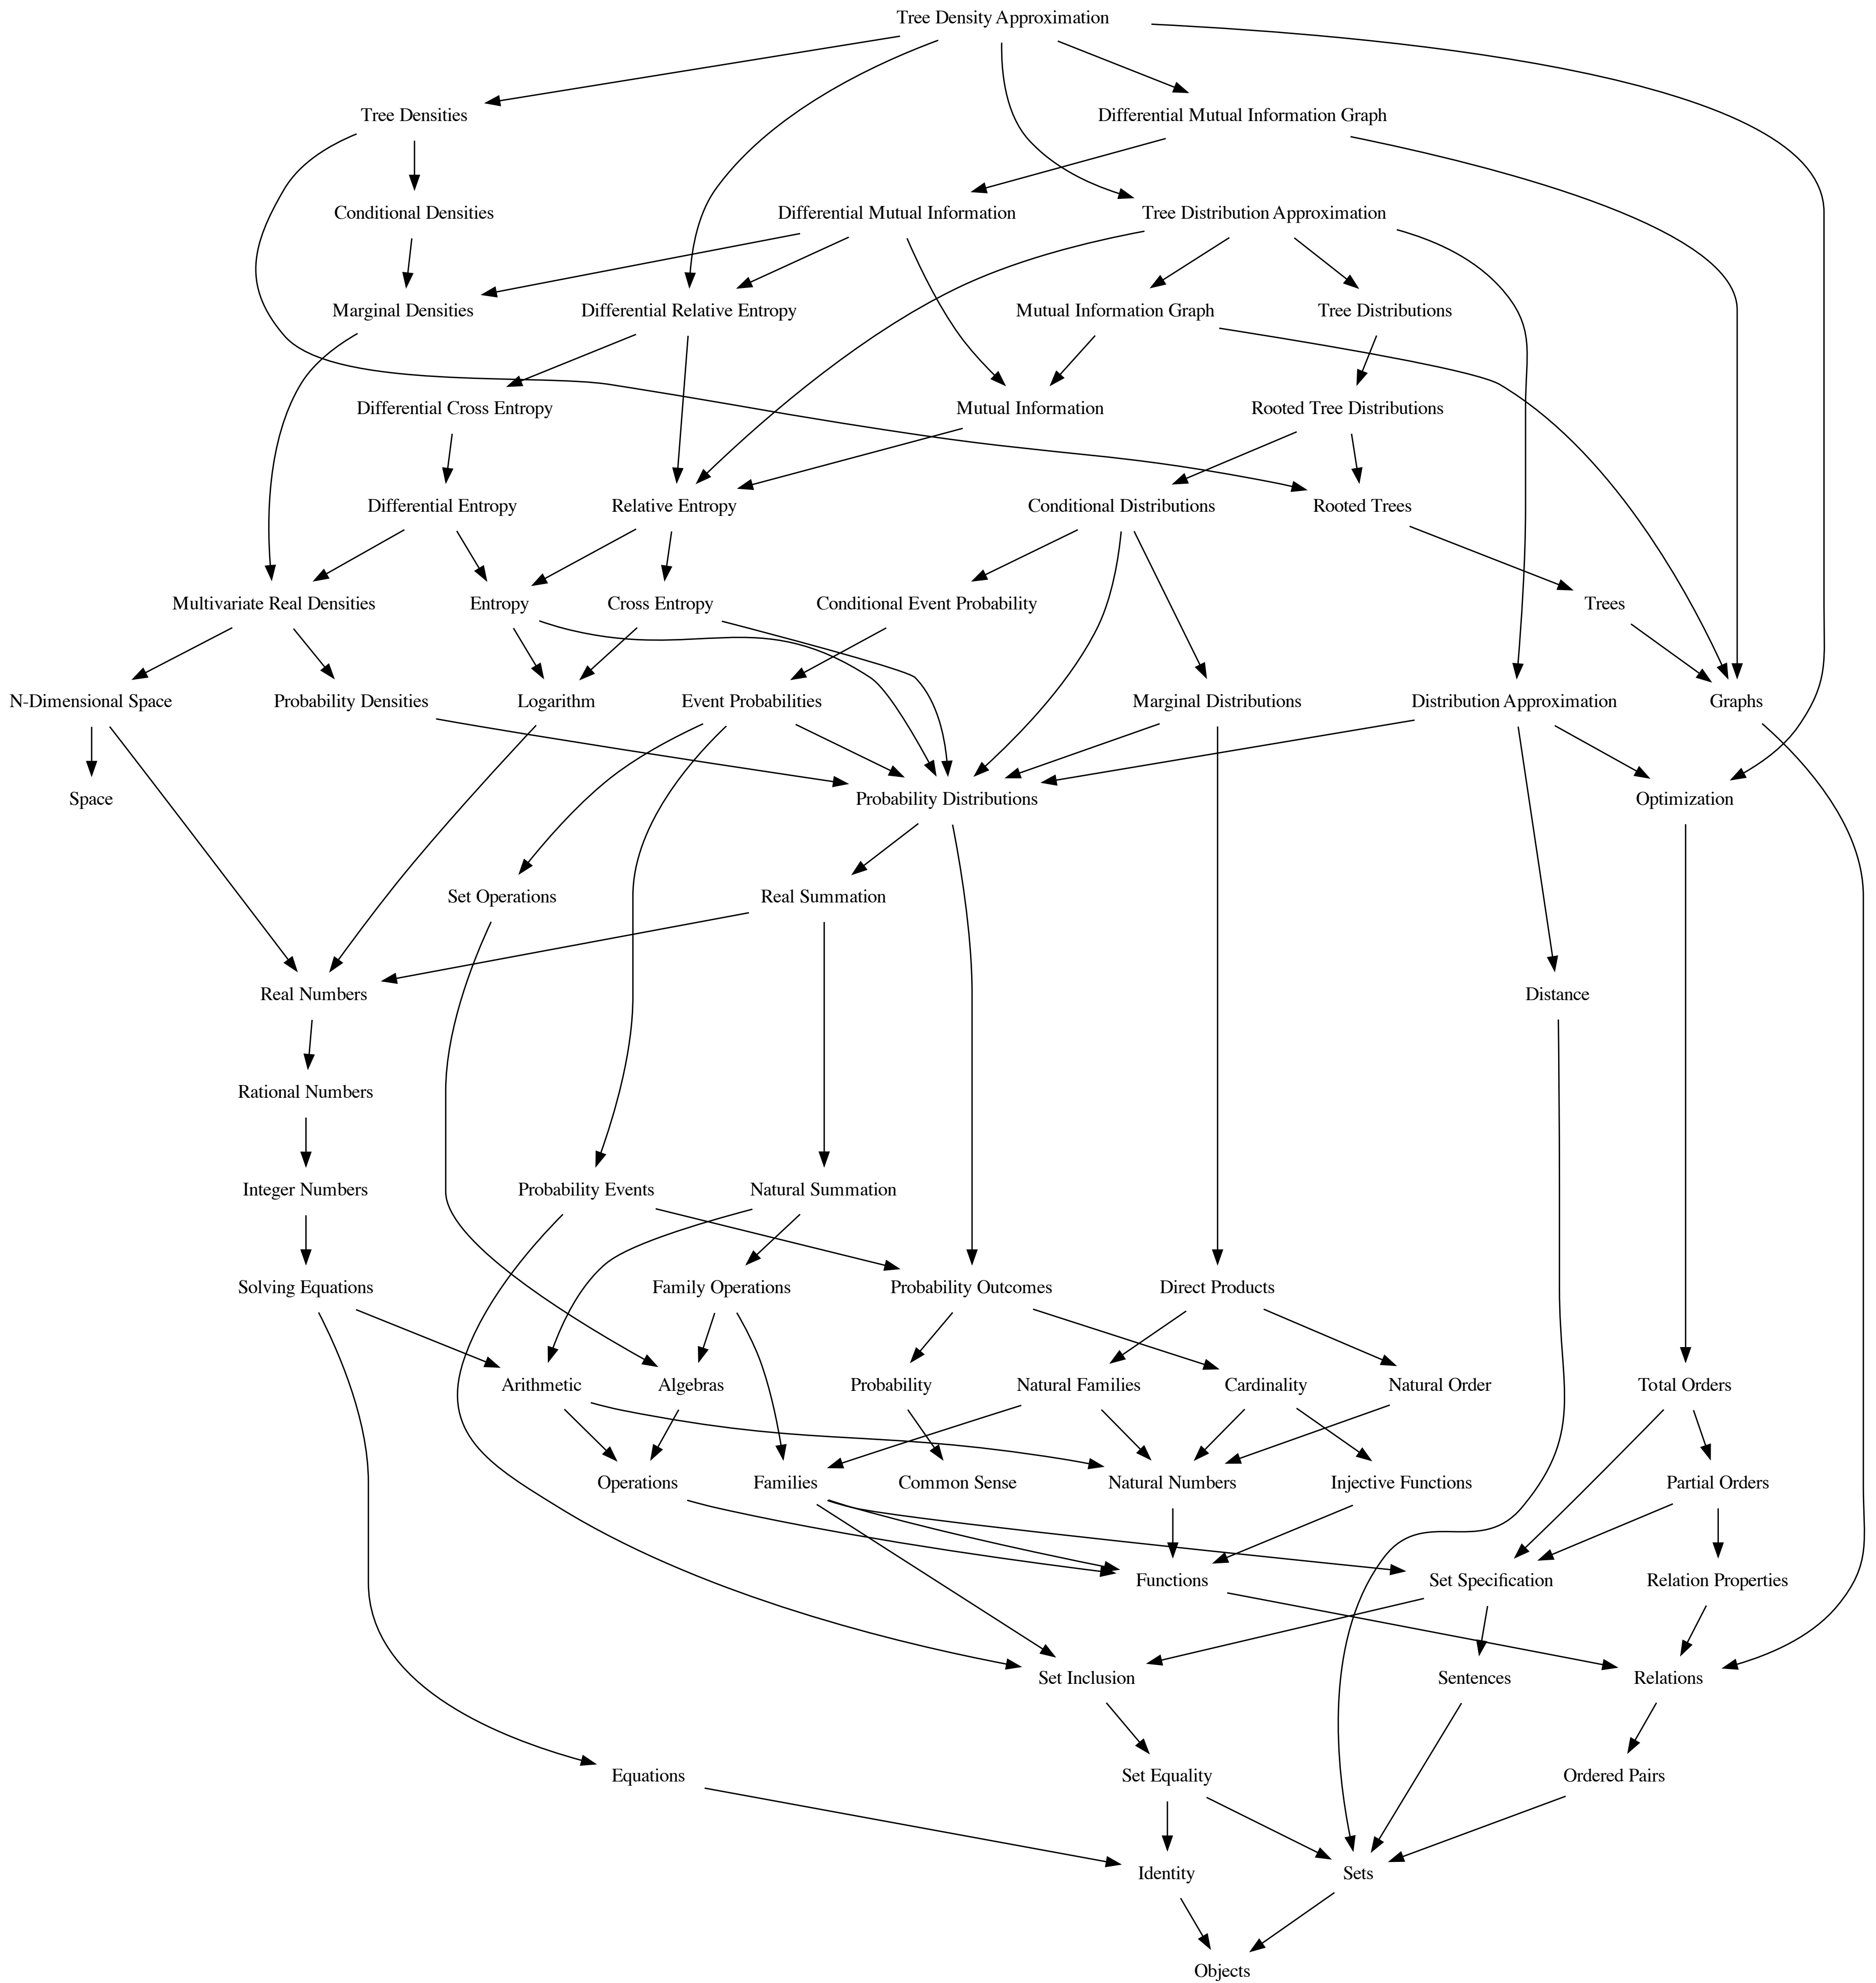 Tree Density Approximation
Tree Densities
Differential Mutual Information Graph
Conditional Densities
Differential Mutual Information
Tree Distribution Approximation
Marginal Densities
Differential Relative Entropy
Mutual Information Graph
Tree Distributions
Differential Cross Entropy
Mutual Information
Rooted Tree Distributions
Differential Entropy
Relative Entropy
Conditional Distributions
Rooted Trees
Multivariate Real Densities
Entropy
Cross Entropy
Conditional Event Probability
Trees
N-Dimensional Space
Probability Densities
Logarithm
Event Probabilities
Marginal Distributions
Distribution Approximation
Graphs
Space
Probability Distributions
Optimization
Set Operations
Real Summation
Real Numbers
Distance
Rational Numbers
Integer Numbers
Probability Events
Natural Summation
Solving Equations
Family Operations
Probability Outcomes
Direct Products
Arithmetic
Algebras
Probability
Natural Families
Cardinality
Natural Order
Total Orders
Operations
Families
Common Sense
Natural Numbers
Injective Functions
Partial Orders
Functions
Set Specification
Relation Properties
Set Inclusion
Sentences
Relations
Equations
Set Equality
Ordered Pairs
Identity
Sets
Objects